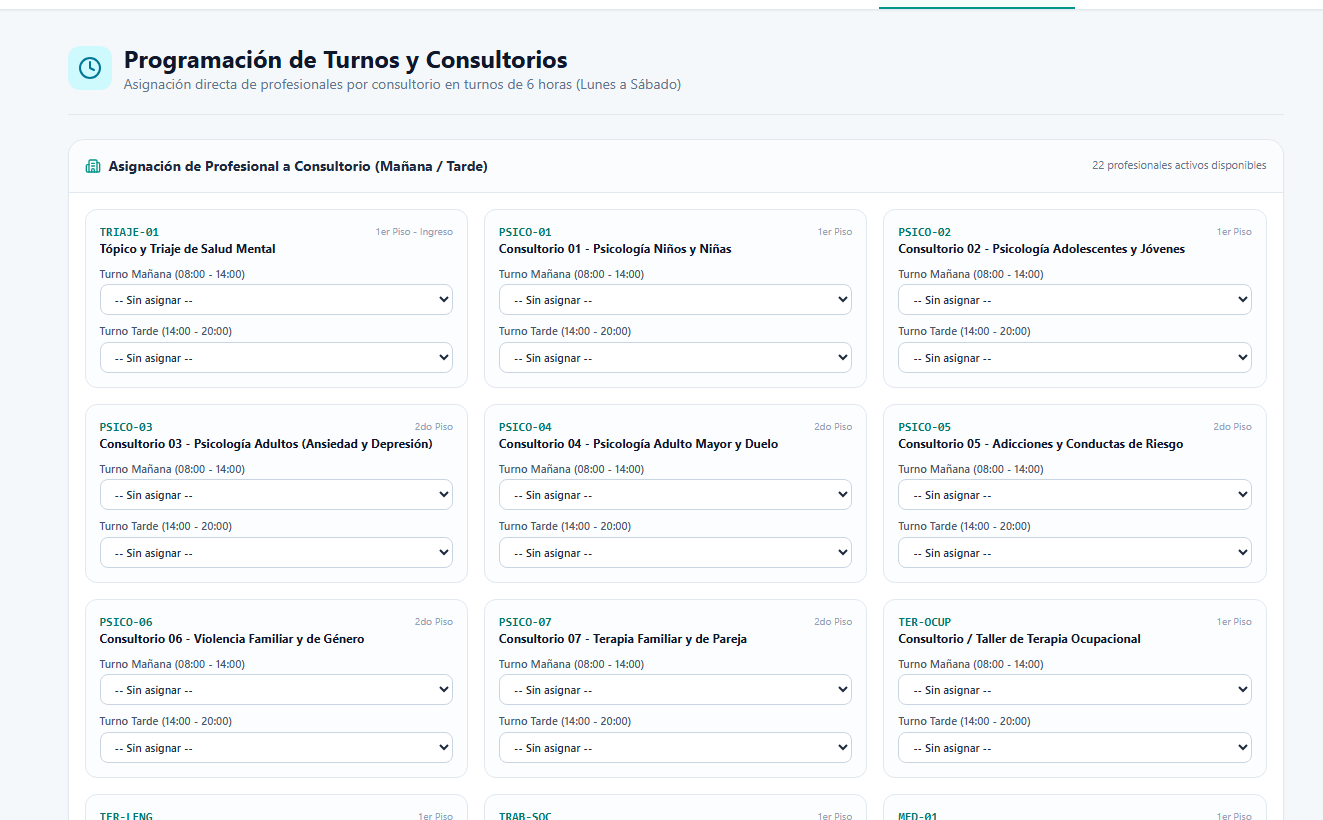 Programación de Turnos y Consultorios
Asignación directa de profesionales por consultorio en turnos de 6 horas (Lunes a Sábado)
Asignación de Profesional a Consultorio (Mañana / Tarde)
22 profesionales activos disponibles
TRIAJE-01
1er Piso - Ingreso
Tópico y Triaje de Salud Mental
Turno Mañana (08:00 - 14:00)
-- Sin asignar --
Turno Tarde (14:00 - 20:00)
-- Sin asignar --
PSICO-01
1er Piso
Consultorio 01 - Psicología Niños y Niñas
Turno Mañana (08:00 - 14:00)
-- Sin asignar --
Turno Tarde (14:00 - 20:00)
-- Sin asignar --
PSICO-02
1er Piso
Consultorio 02 - Psicología Adolescentes y Jóvenes
Turno Mañana (08:00 - 14:00)
-- Sin asignar --
Turno Tarde (14:00 - 20:00)
-- Sin asignar --
PSICO-03
2do Piso
Consultorio 03 - Psicología Adultos (Ansiedad y Depresión)
Turno Mañana (08:00 - 14:00)
-- Sin asignar --
Turno Tarde (14:00 - 20:00)
-- Sin asignar --
PSICO-04
2do Piso
Consultorio 04 - Psicología Adulto Mayor y Duelo
Turno Mañana (08:00 - 14:00)
-- Sin asignar --
Turno Tarde (14:00 - 20:00)
-- Sin asignar --
PSICO-05
2do Piso
Consultorio 05 - Adicciones y Conductas de Riesgo
Turno Mañana (08:00 - 14:00)
-- Sin asignar --
Turno Tarde (14:00 - 20:00)
-- Sin asignar --
PSICO-06
2do Piso
Consultorio 06 - Violencia Familiar y de Género
Turno Mañana (08:00 - 14:00)
-- Sin asignar --
Turno Tarde (14:00 - 20:00)
-- Sin asignar --
PSICO-07
2do Piso
Consultorio 07 - Terapia Familiar y de Pareja
Turno Mañana (08:00 - 14:00)
-- Sin asignar --
Turno Tarde (14:00 - 20:00)
-- Sin asignar --
TER-OCUP
1er Piso
Consultorio / Taller de Terapia Ocupacional
Turno Mañana (08:00 - 14:00)
-- Sin asignar --
Turno Tarde (14:00 - 20:00)
-- Sin asignar --
TER-LENG
1er Piso
TRAB-SOC
1er Piso
MED-01
1er Piso